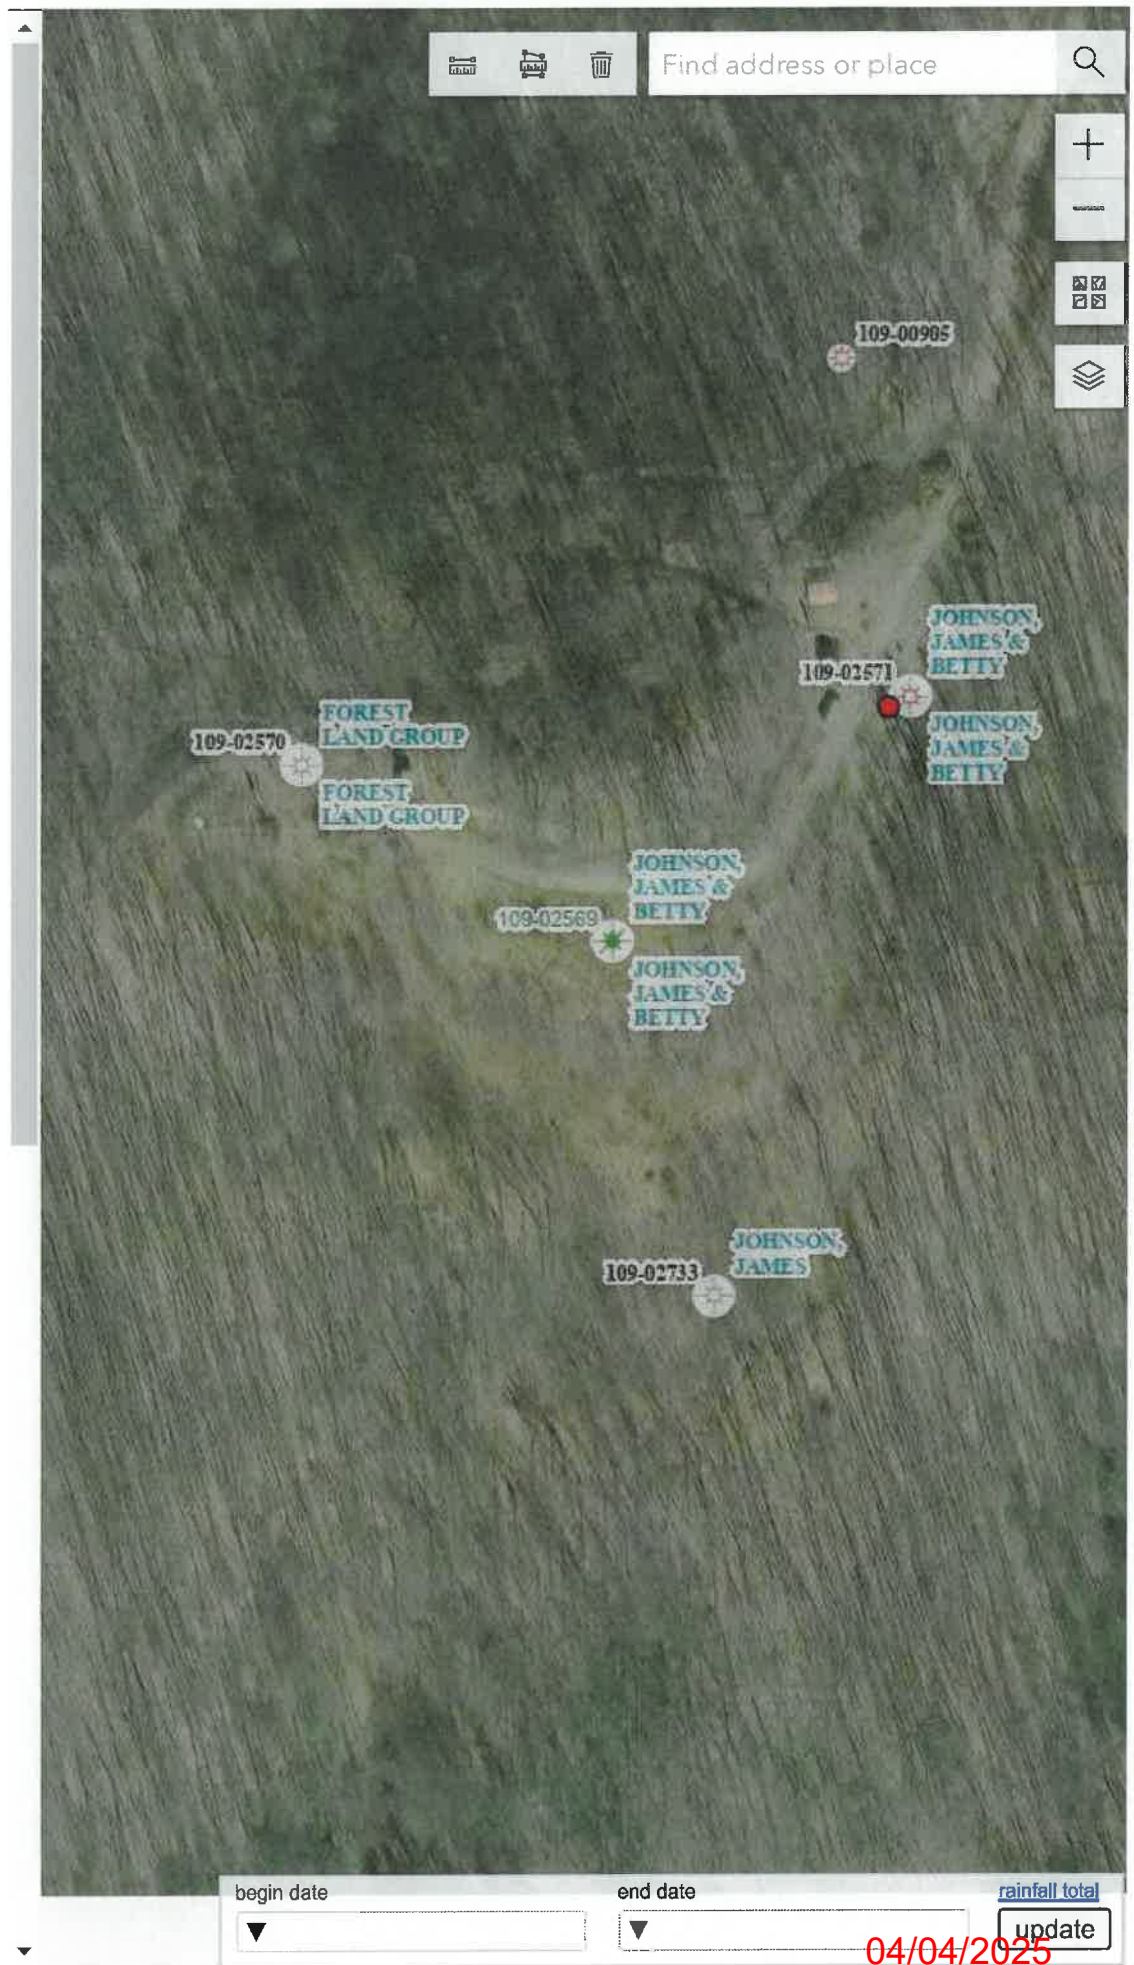 Find address or place
109-00905
JOHNSON,
JAMES &
BETTY
109-02571
JOHNSON,
JAMES &
BETTY
FOREST
LAND GROUP
109-02570
FOREST
LAND GROUP
JOHNSON,
JAMES &
BETTY
109-02569
JOHNSON,
JAMES &
BETTY
JOHNSON,
JAMES
109-02733
begin date
end date
rainfall total
update
04/04/2025